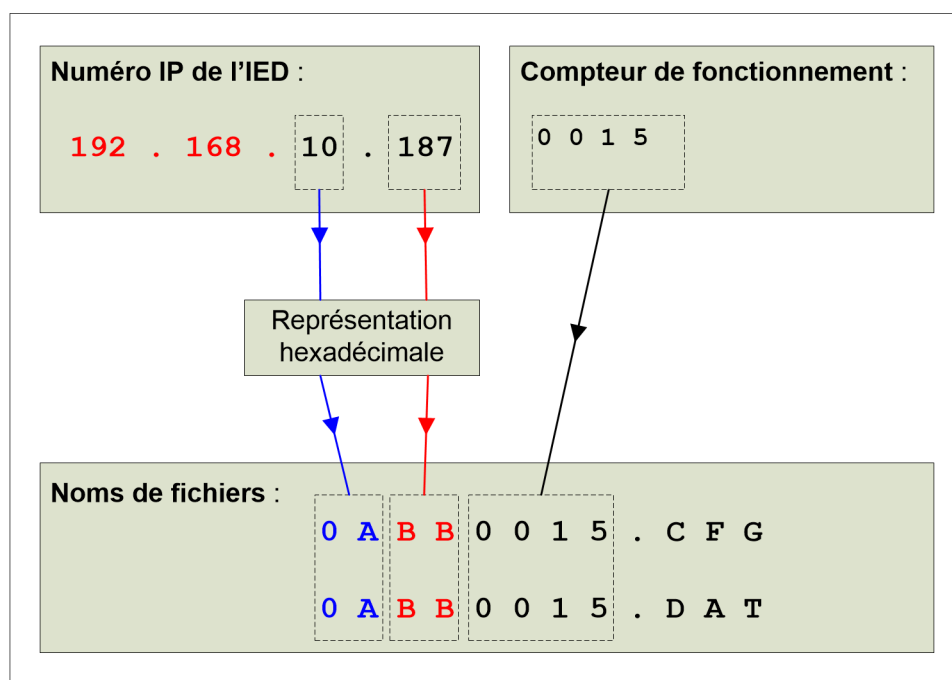 Numéro IP de l’IED :
192 . 168 . 10 . 187
Compteur de fonctionnement :
0 0 1 5
Représentation
hexadécimale
Noms de fichiers :
0 A B B 0 0 1 5 . C F G
0 A B B 0 0 1 5 . D A T